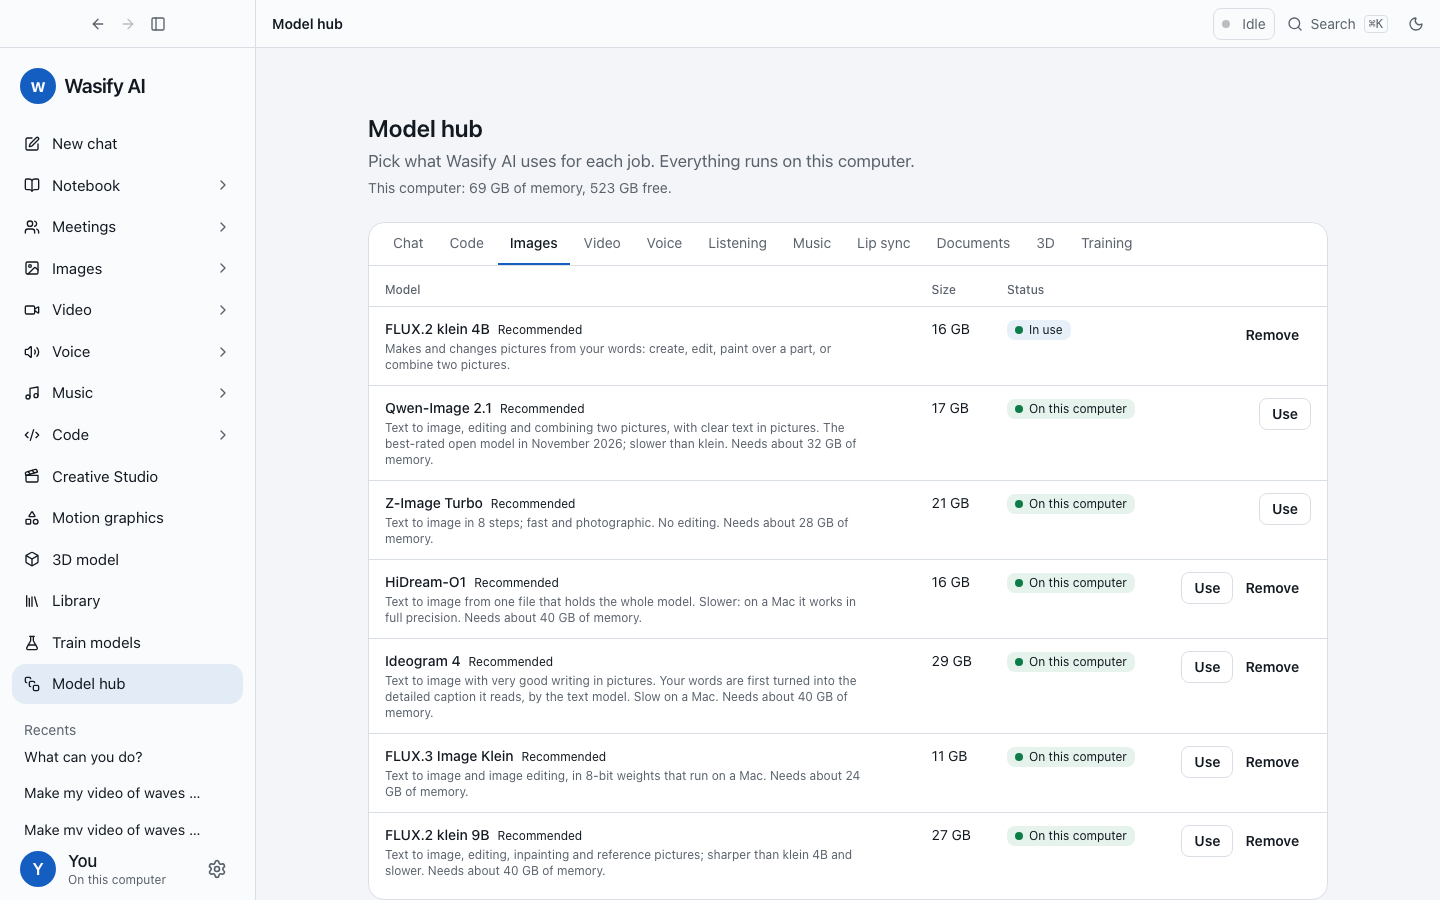 Model hub
Idle
Search ⌘K
W Wasify AI
New chat
Notebook
Meetings
Images
Video
Voice
Music
Code
Creative Studio
Motion graphics
3D model
Library
Train models
Model hub
Recents
What can you do?
Make my video of waves ...
Make my video of waves ...
Y You
On this computer
Model hub
Pick what Wasify AI uses for each job. Everything runs on this computer.
This computer: 69 GB of memory, 523 GB free.
Chat Code Images Video Voice Listening Music Lip sync Documents 3D Training
Model Size Status
FLUX.2 klein 4B Recommended 16 GB In use Remove
Makes and changes pictures from your words: create, edit, paint over a part, or
combine two pictures.
Qwen-Image 2.1 Recommended 17 GB On this computer Use
Text to image, editing and combining two pictures, with clear text in pictures. The
best-rated open model in November 2026; slower than klein. Needs about 32 GB of
memory.
Z-Image Turbo Recommended 21 GB On this computer Use
Text to image in 8 steps; fast and photographic. No editing. Needs about 28 GB of
memory.
HiDream-O1 Recommended 16 GB On this computer Use Remove
Text to image from one file that holds the whole model. Slower: on a Mac it works in
full precision. Needs about 40 GB of memory.
Ideogram 4 Recommended 29 GB On this computer Use Remove
Text to image with very good writing in pictures. Your words are first turned into the
detailed caption it reads, by the text model. Slow on a Mac. Needs about 40 GB of
memory.
FLUX.3 Image Klein Recommended 11 GB On this computer Use Remove
Text to image and image editing, in 8-bit weights that run on a Mac. Needs about 24
GB of memory.
FLUX.2 klein 9B Recommended 27 GB On this computer Use Remove
Text to image, editing, inpainting and reference pictures; sharper than klein 4B and
slower. Needs about 40 GB of memory.